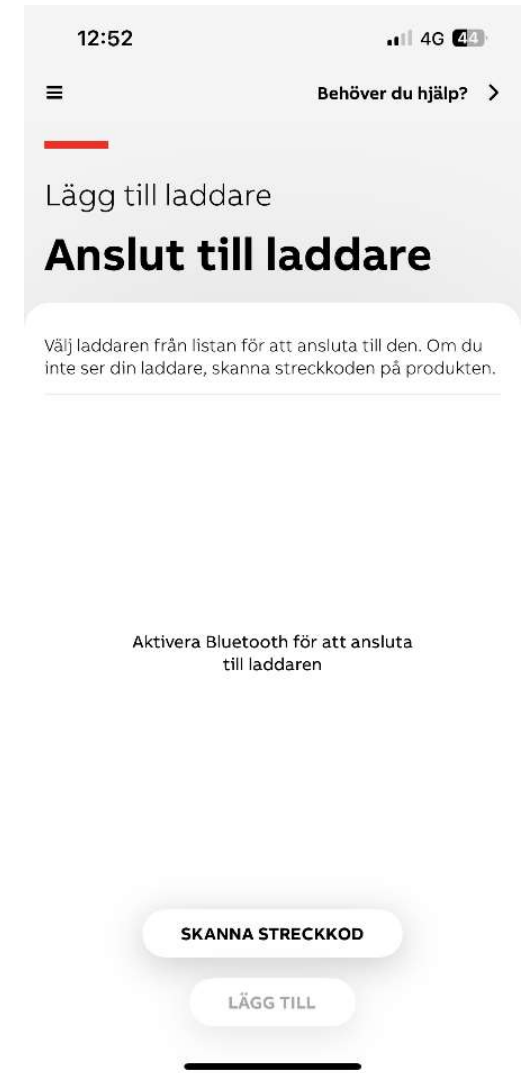 12:52
4G 44
Behöver du hjälp?
Lägg till laddare
Anslut till laddare
Välj laddaren från listan för att ansluta till den. Om du
inte ser din laddare, skanna streckkoden på produkten.
Aktivera Bluetooth för att ansluta
till laddaren
SKANNA STRECKKOD
LÄGG TILL